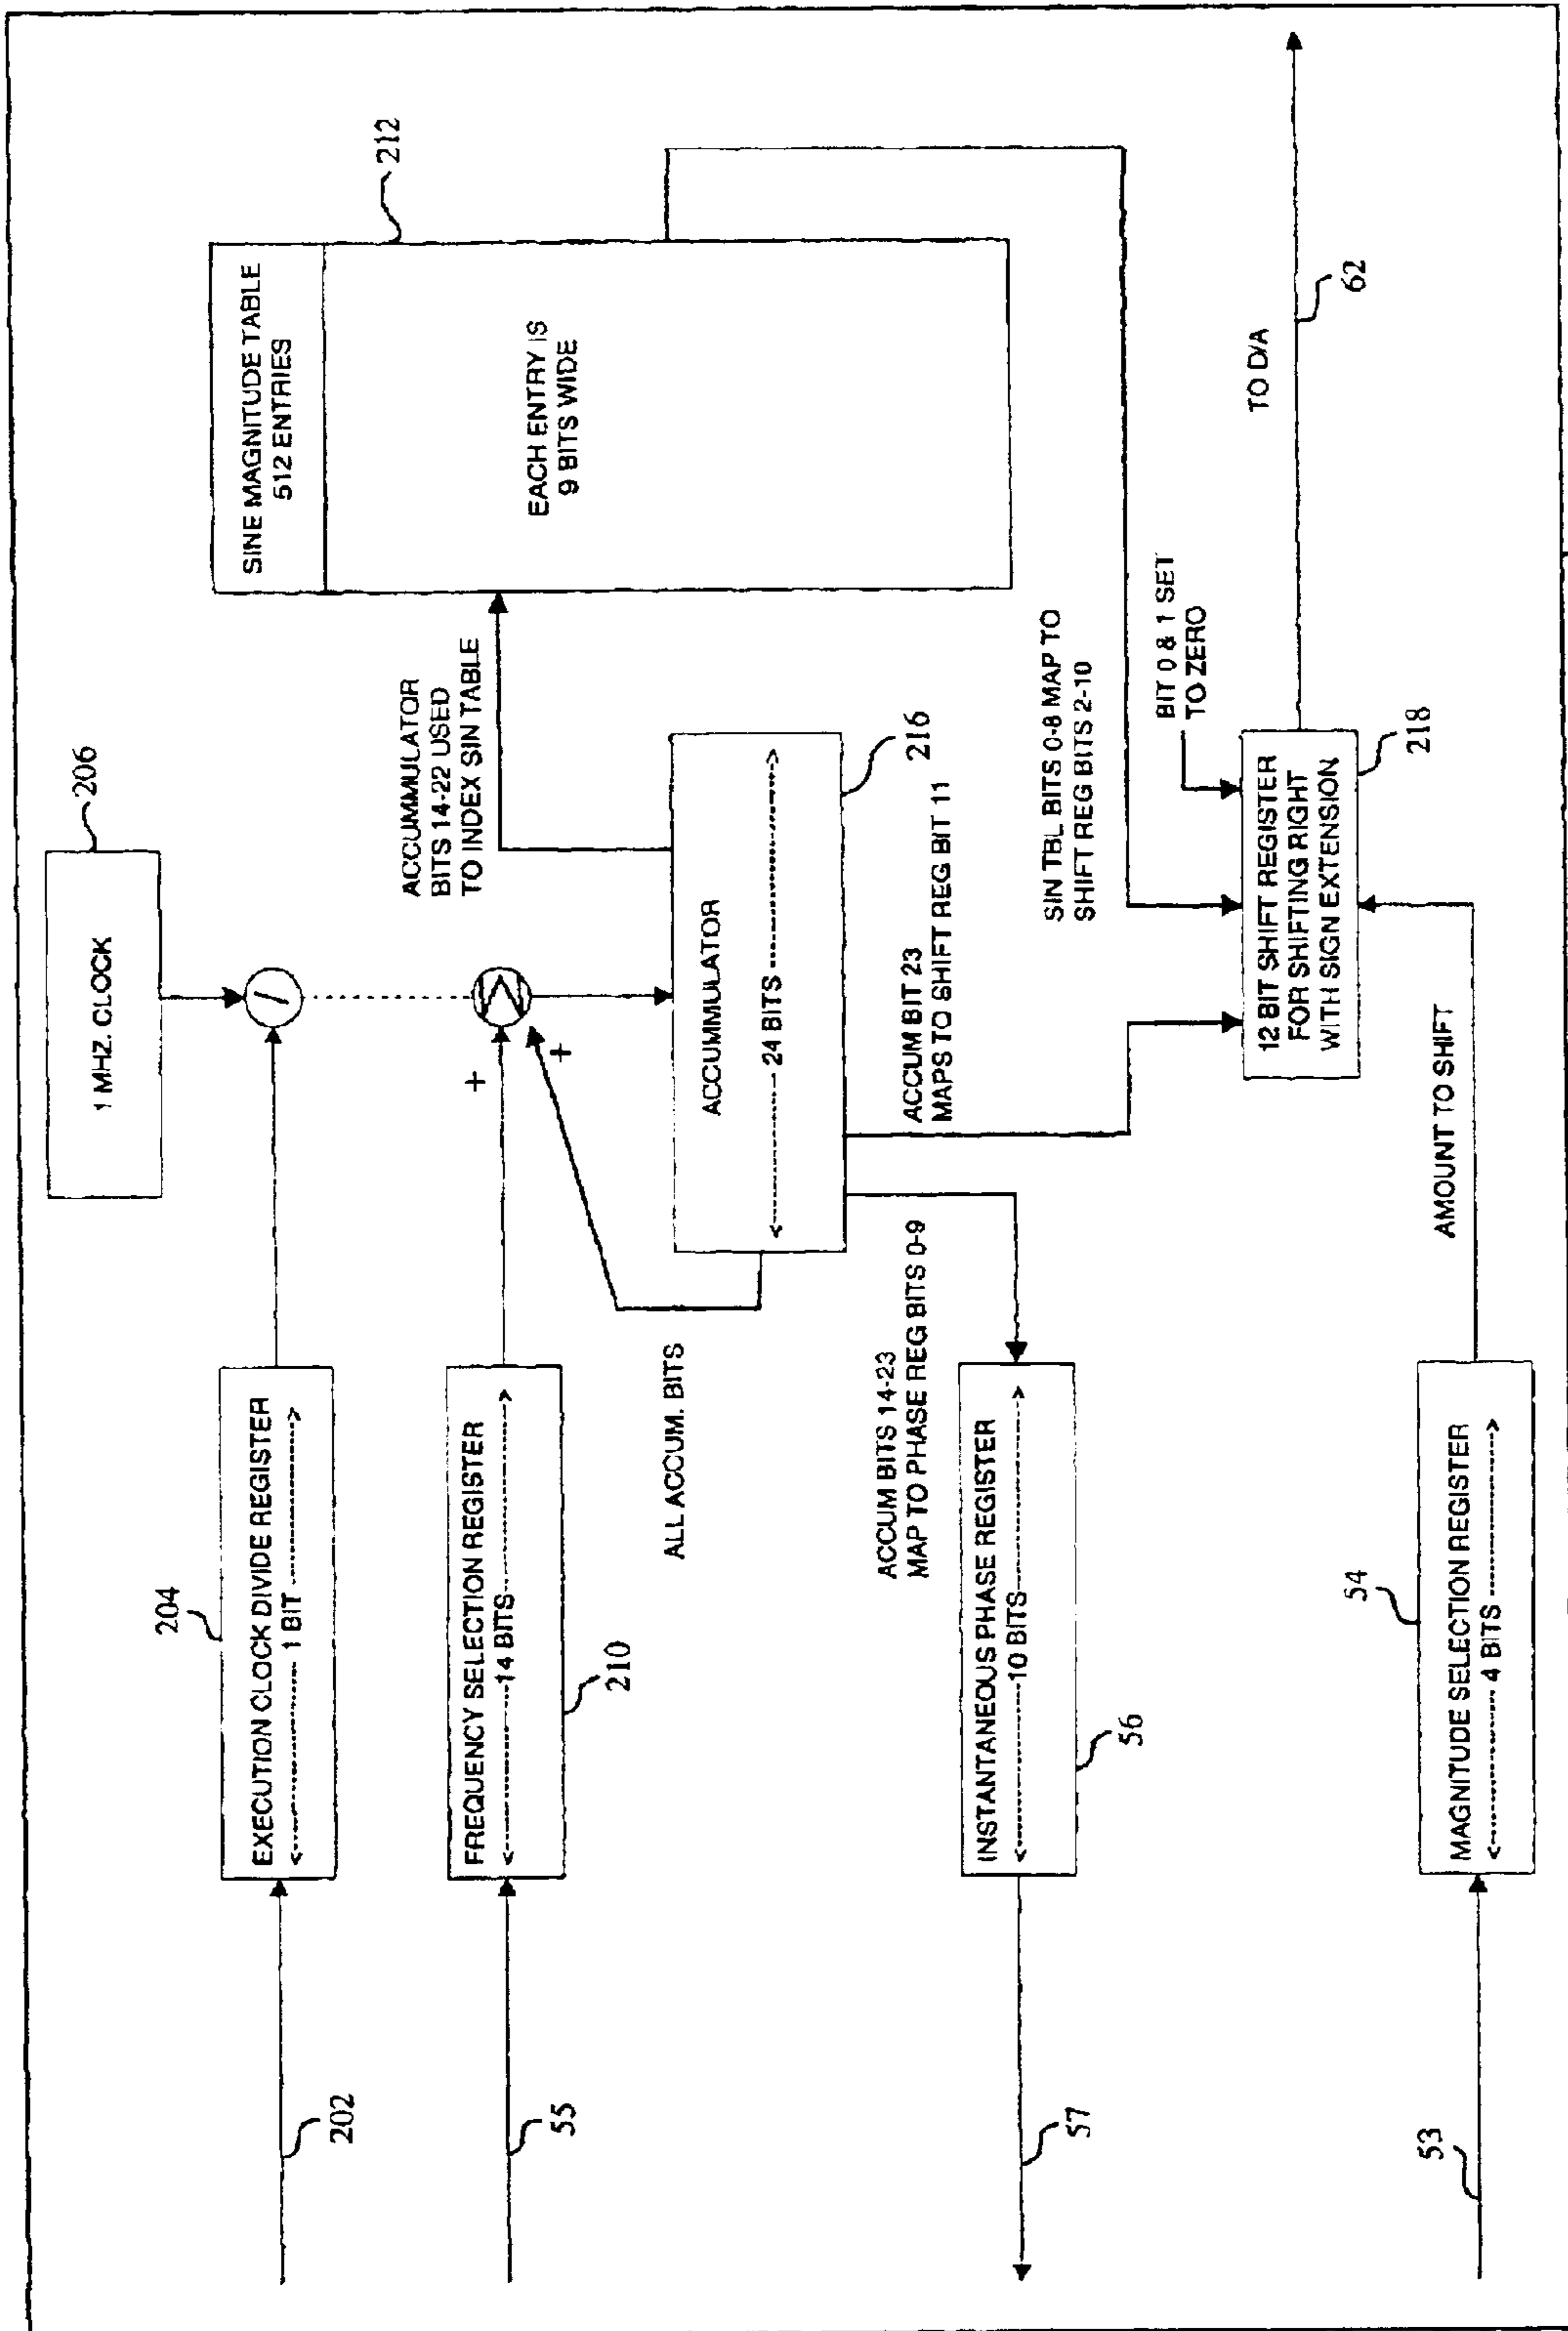 1 MHZ. CLOCK
206
204
EXECUTION CLOCK DIVIDE REGISTER
<------------ 1 BIT ------------>
202
SINE MAGNITUDE TABLE
512 ENTRIES
212
EACH ENTRY IS
9 BITS WIDE
ACCUMMULATOR
BITS 14-22 USED
TO INDEX SIN TABLE
FREQUENCY SELECTION REGISTER
<------------14 BITS------------>
210
55
+
+
ALL ACCUM. BITS
ACCUMMULATOR
<------------ 24 BITS ------------>
216
ACCUM BIT 23
MAPS TO SHIFT REG BIT 11
ACCUM BITS 14-23
MAP TO PHASE REG BITS 0-9
INSTANTANEOUS PHASE REGISTER
<------------10 BITS------------>
56
57
SIN TBL BITS 0-8 MAP TO
SHIFT REG BITS 2-10
BIT 0 & 1 SET
TO ZERO
12 BIT SHIFT REGISTER
FOR SHIFTING RIGHT
WITH SIGN EXTENSION
218
TO D/A
62
AMOUNT TO SHIFT
54
MAGNITUDE SELECTION REGISTER
<------------ 4 BITS ------------>
53